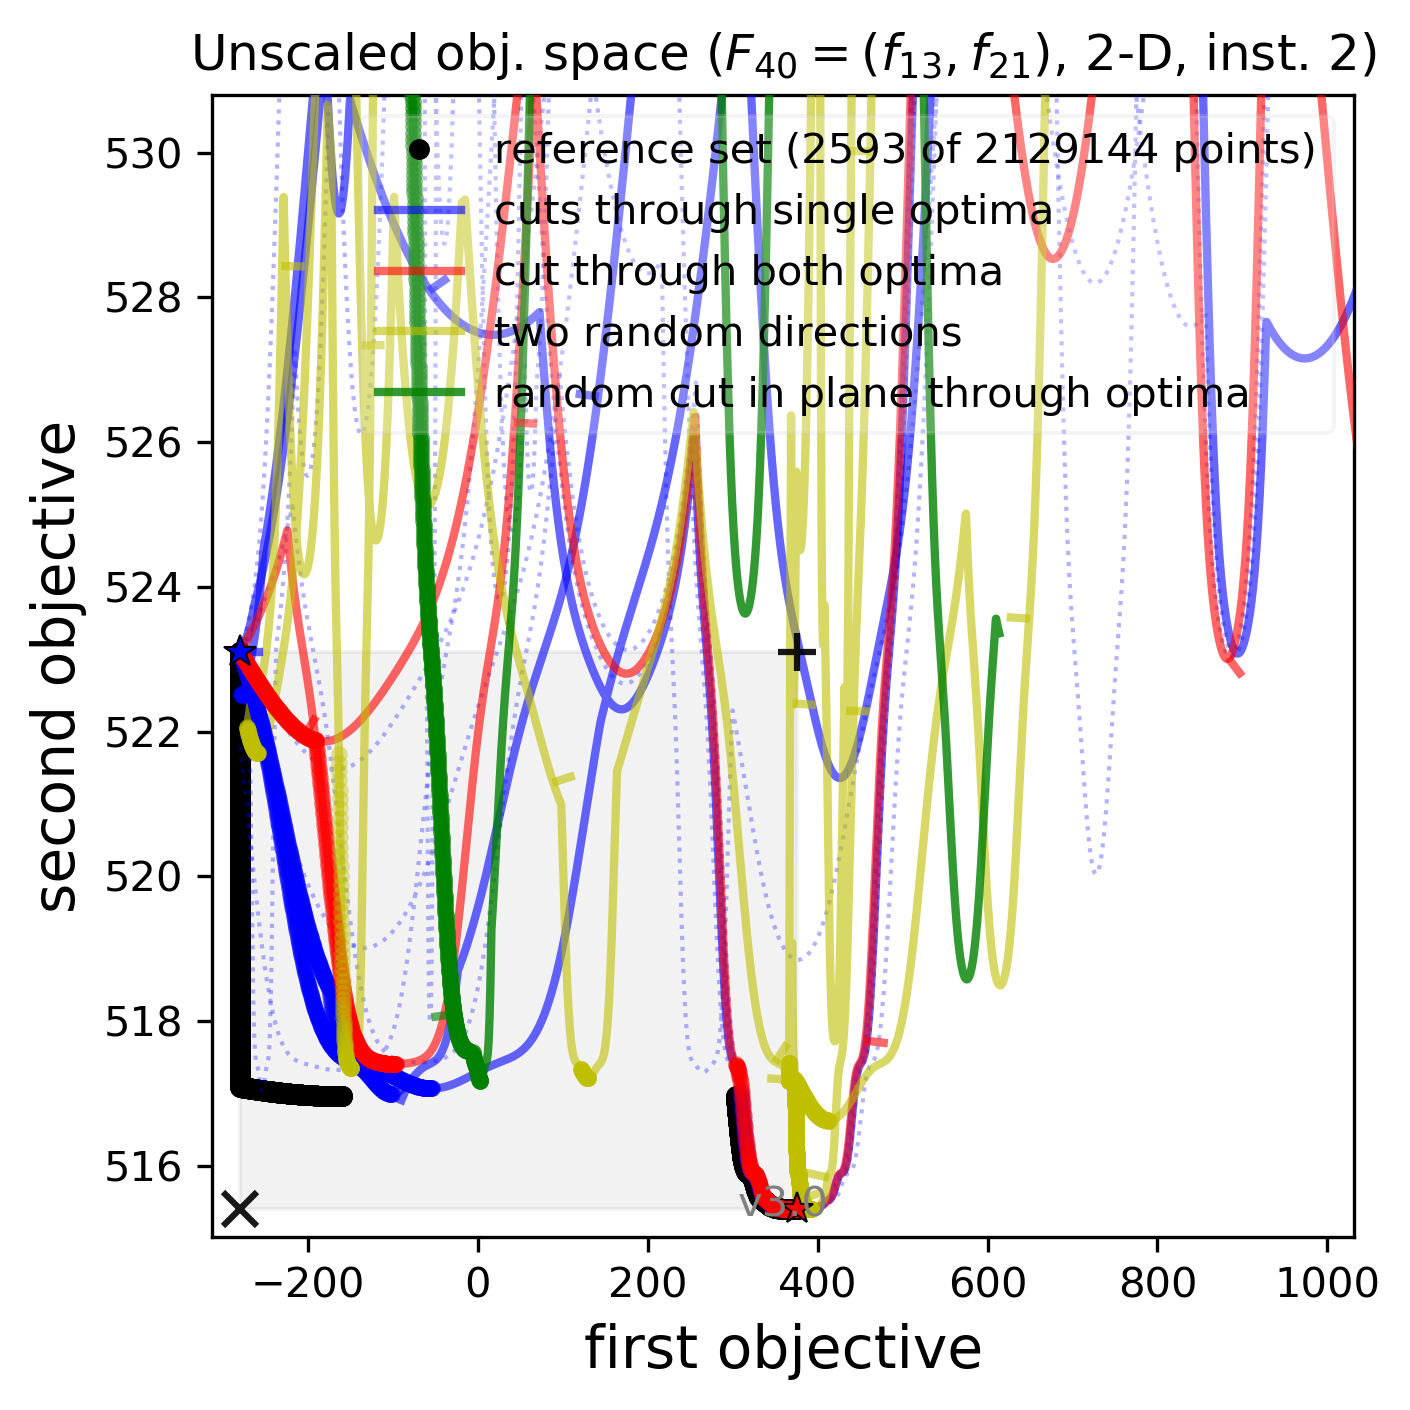 Unscaled obj. space (F₄₀ = (f₁₃, f₂₁), 2-D, inst. 2)
reference set (2593 of 2129144 points)
cuts through single optima
cut through both optima
two random directions
random cut in plane through optima
530
528
526
524
522
520
518
516
second objective
v3.0
−200 0 200 400 600 800 1000
first objective